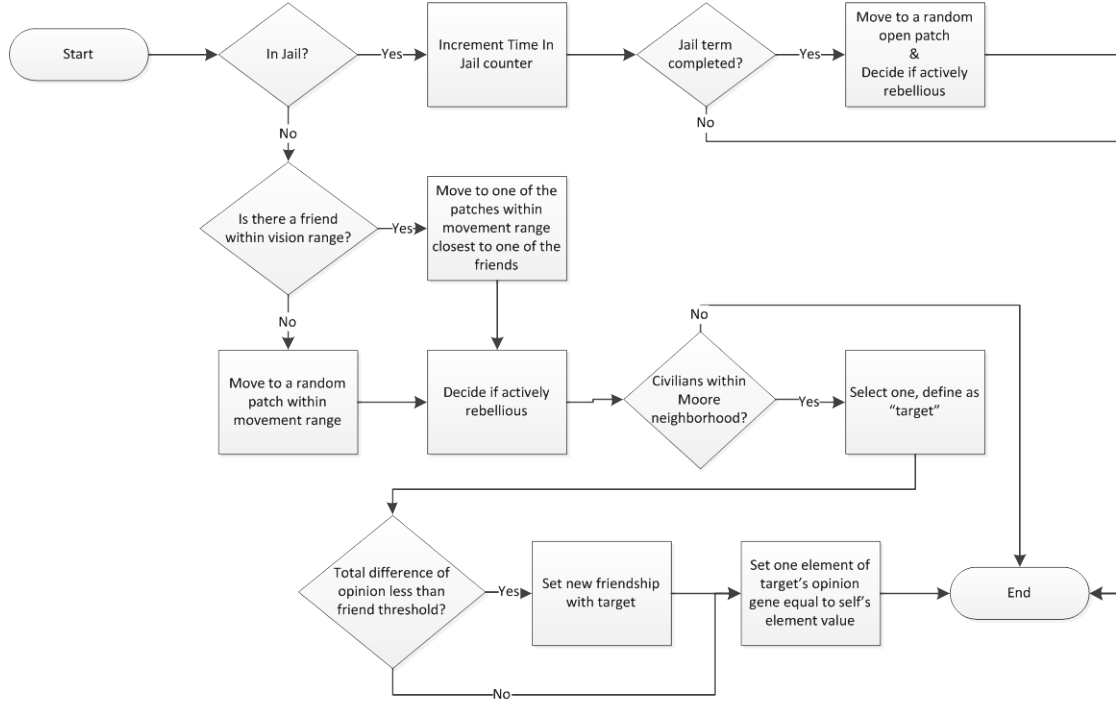 Start
In Jail?
Yes
Increment Time In
Jail counter
Jail term
completed?
Yes
Move to a random
open patch
&
Decide if actively
rebellious
No
No
Is there a friend
within vision range?
Yes
Move to one of the
patches within
movement range
closest to one of the
friends
No
No
Move to a random
patch within
movement range
Decide if actively
rebellious
Civilians within
Moore
neighborhood?
Yes
Select one, define as
“target”
Total difference of
opinion less than
friend threshold?
Yes
Set new friendship
with target
Set one element of
target’s opinion
gene equal to self’s
element value
End
No